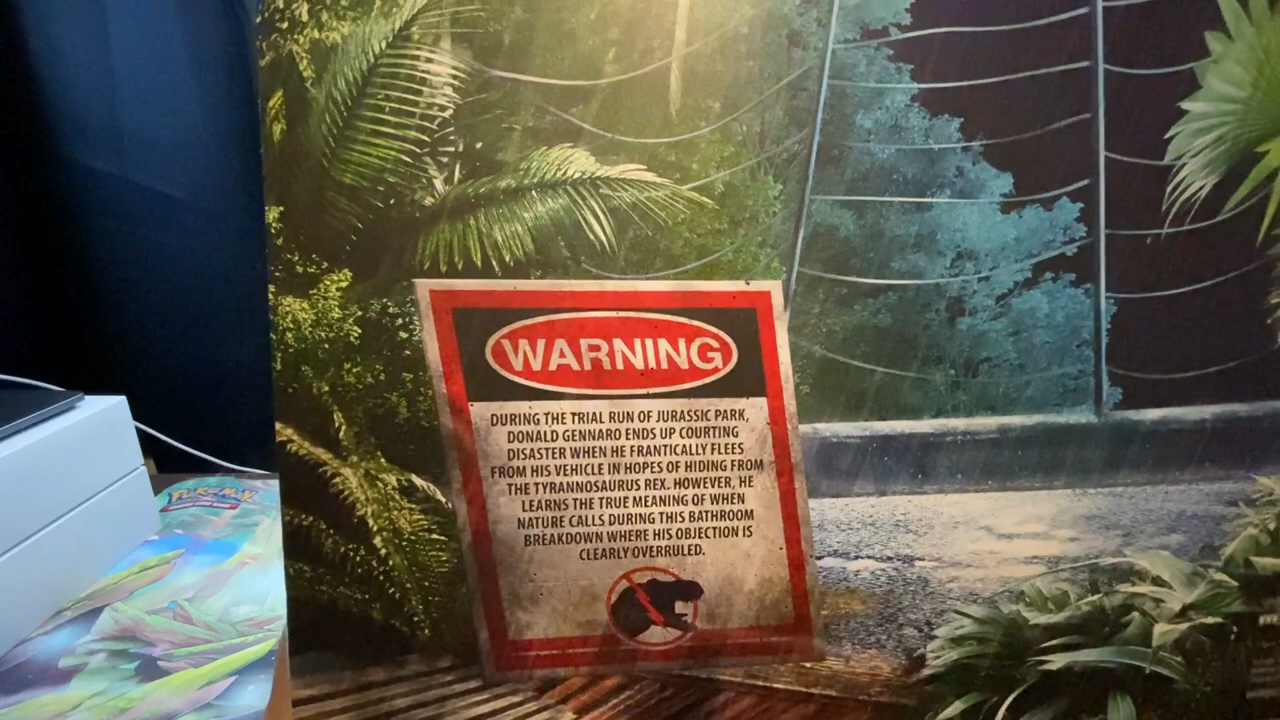 WARNING
DURING THE TRIAL RUN OF JURASSIC PARK,
DONALD GENNARO ENDS UP COURTING
DISASTER WHEN HE FRANTICALLY FLEES
FROM HIS VEHICLE IN HOPES OF HIDING FROM
THE TYRANNOSAURUS REX. HOWEVER, HE
LEARNS THE TRUE MEANING OF WHEN
NATURE CALLS DURING THIS BATHROOM
BREAKDOWN WHERE HIS OBJECTION IS
CLEARLY OVERRULED.
POKÉMON